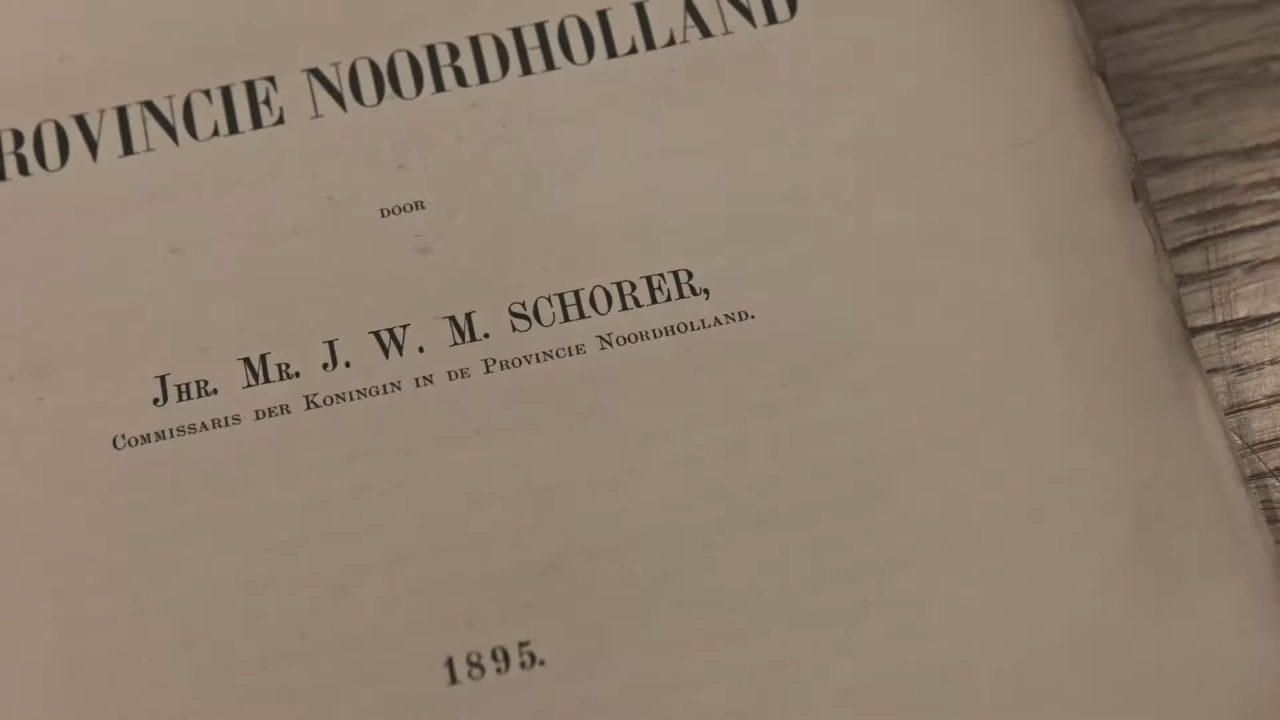 ROVINCIE NOORDHOLLAND
DOOR
JHR. MR. J. W. M. SCHORER,
COMMISSARIS DER KONINGIN IN DE PROVINCIE NOORDHOLLAND.
1895.